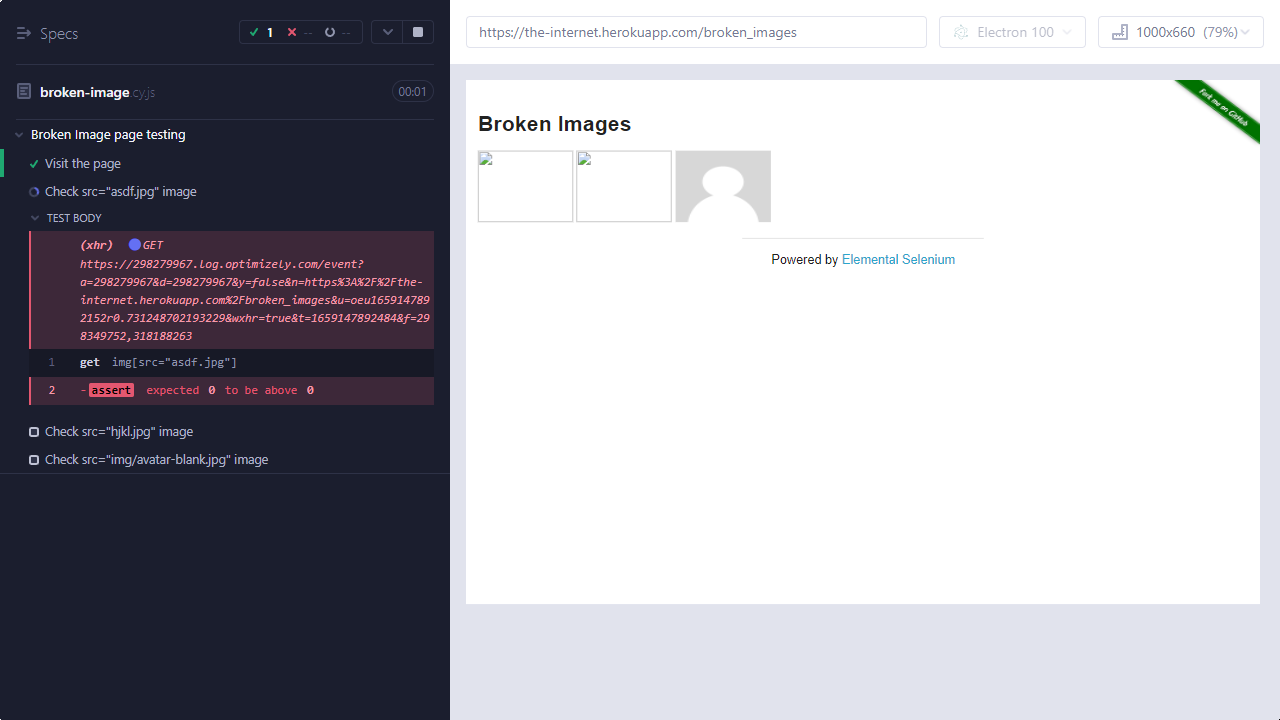 Specs
1
--
--
https://the-internet.herokuapp.com/broken_images
Electron 100
1000x660 (79%)
broken-image.cy.js
00:01
Broken Image page testing
Visit the page
Check src="asdf.jpg" image
TEST BODY
(xhr) GET
https://298279967.log.optimizely.com/event?
a=298279967&d=298279967&y=false&n=https%3A%2F%2Fthe-
internet.herokuapp.com%2Fbroken_images&u=oeu165914789
2152r0.731248702193229&wxhr=true&t=1659147892484&f=29
8349752,318188263
1 get img[src="asdf.jpg"]
2 -assert expected 0 to be above 0
Check src="hjkl.jpg" image
Check src="img/avatar-blank.jpg" image
Broken Images
Fork me on GitHub
Powered by Elemental Selenium